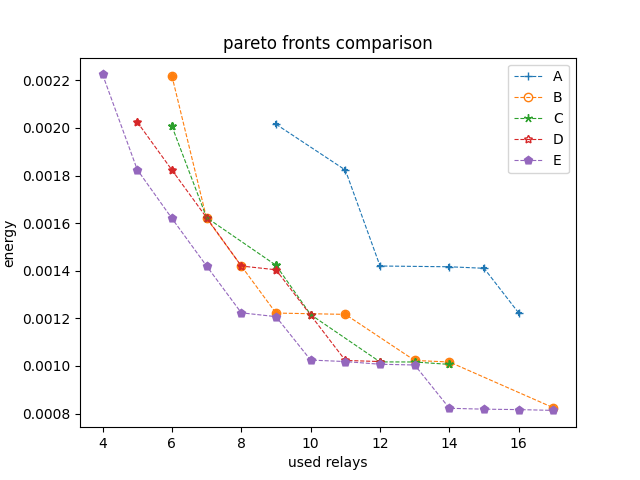 pareto fronts comparison
A
B
C
D
E
energy
0.0022
0.0020
0.0018
0.0016
0.0014
0.0012
0.0010
0.0008
4 6 8 10 12 14 16
used relays